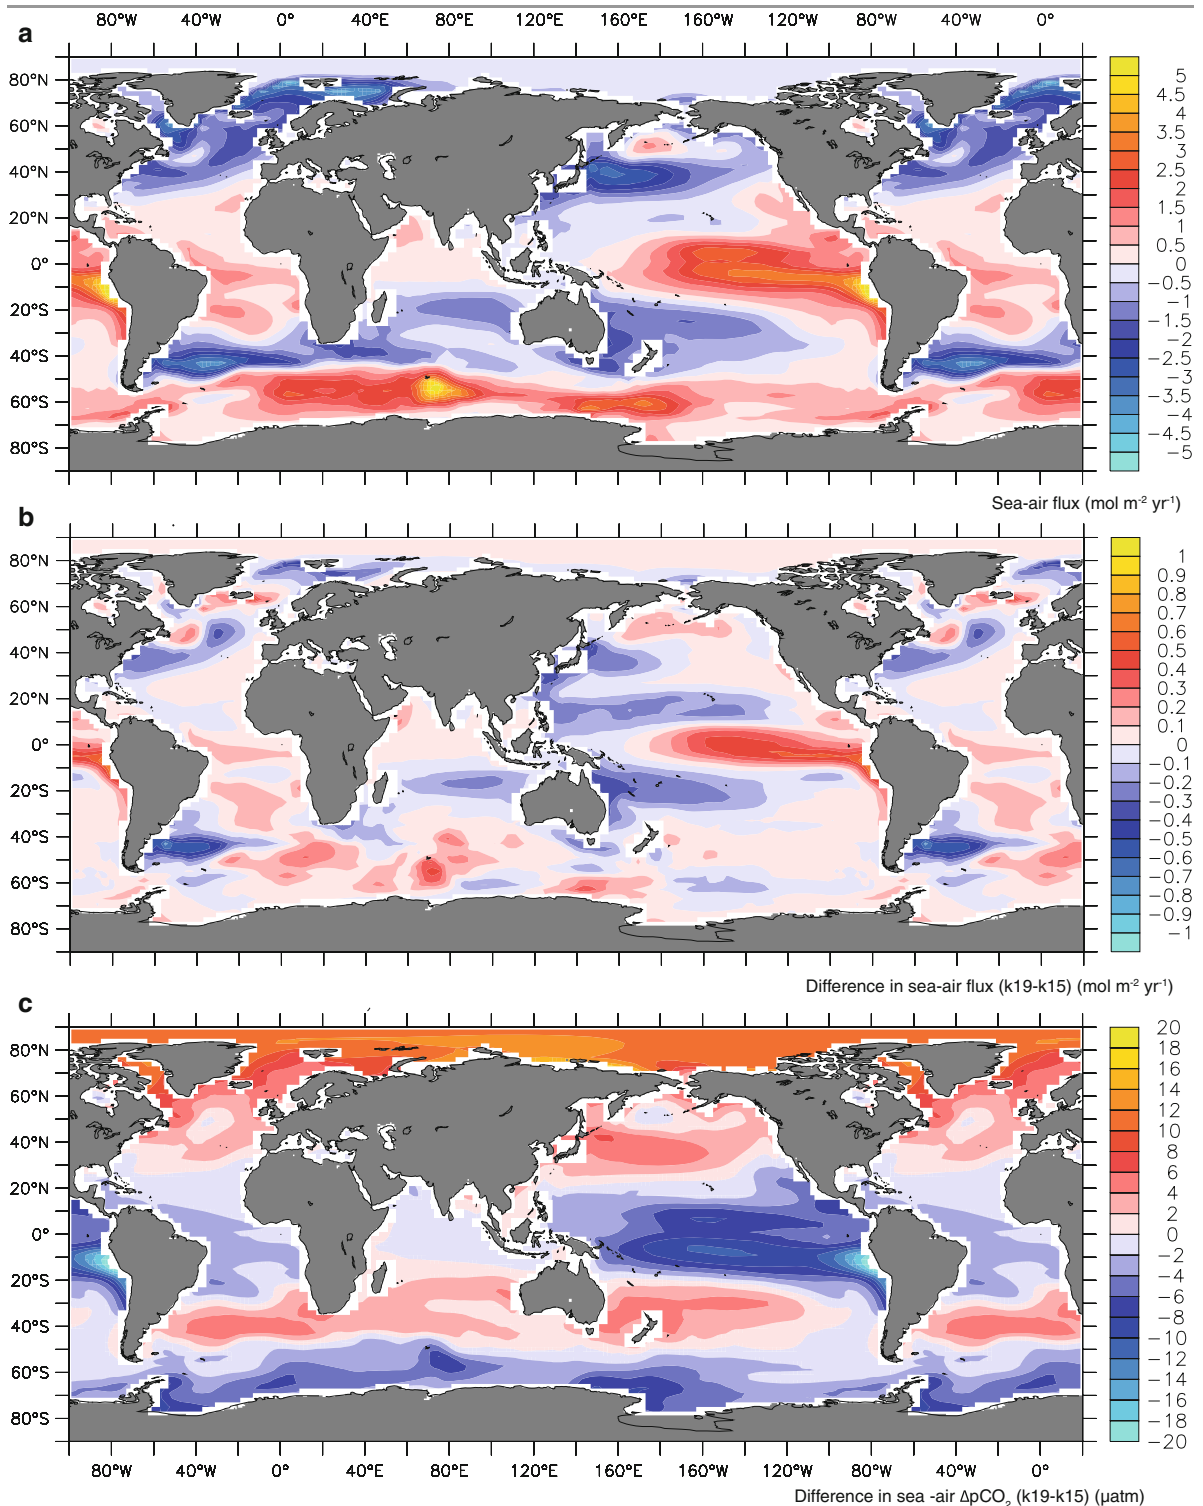 80°W 40°W 0° 40°E 80°E 120°E 160°E 160°W 120°W 80°W 40°W 0°
a
80°N
60°N
40°N
20°N
0°
20°S
40°S
60°S
80°S
5
4.5
4
3.5
3
2.5
2
1.5
1
0.5
0
−0.5
−1
−1.5
−2
−2.5
−3
−3.5
−4
−4.5
−5
Sea-air flux (mol m-2 yr-1)
b
80°N
60°N
40°N
20°N
0°
20°S
40°S
60°S
80°S
1
0.9
0.8
0.7
0.6
0.5
0.4
0.3
0.2
0.1
0
−0.1
−0.2
−0.3
−0.4
−0.5
−0.6
−0.7
−0.8
−0.9
−1
Difference in sea-air flux (k19-k15) (mol m-2 yr-1)
c
80°N
60°N
40°N
20°N
0°
20°S
40°S
60°S
80°S
20
18
16
14
12
10
8
6
4
2
0
−2
−4
−6
−8
−10
−12
−14
−16
−18
−20
80°W 40°W 0° 40°E 80°E 120°E 160°E 160°W 120°W 80°W 40°W 0°
Difference in sea -air ΔpCO2 (k19-k15) (µatm)